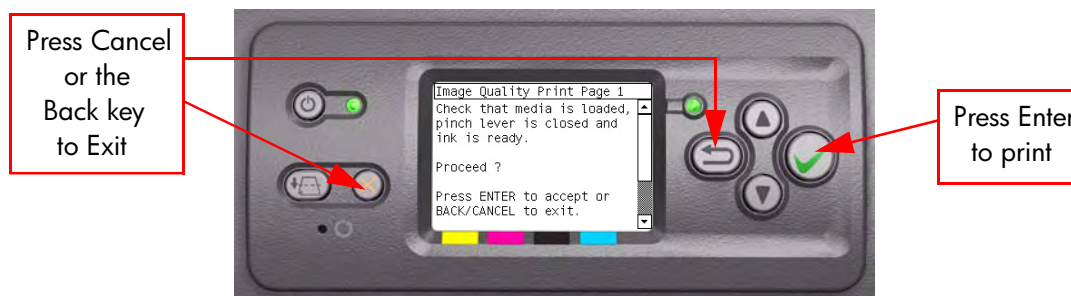 Press Cancel
or the
Back key
to Exit
Image Quality Print Page 1
Check that media is loaded,
pinch lever is closed and
ink is ready.
Proceed ?
Press ENTER to accept or
BACK/CANCEL to exit.
Press Enter
to print